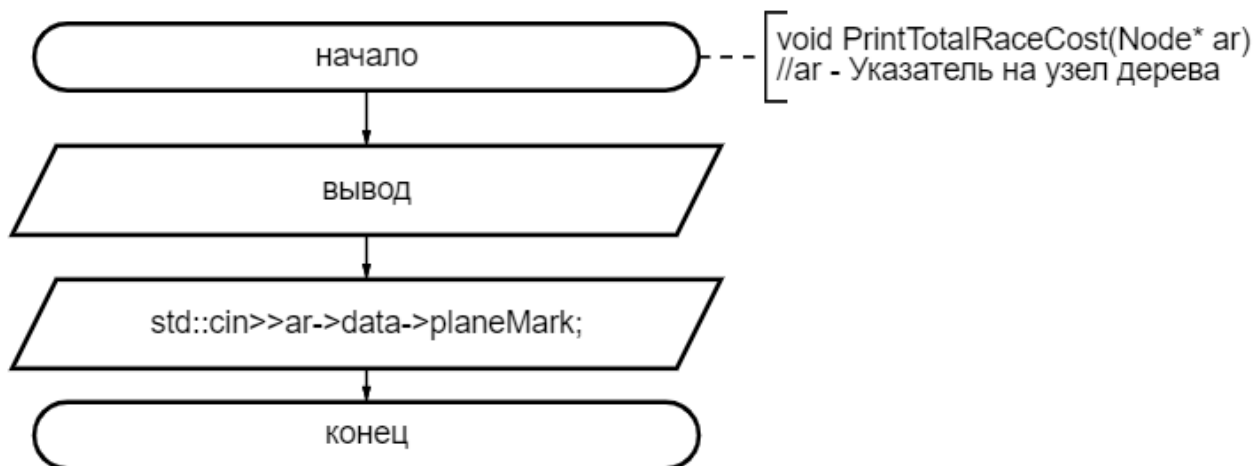 начало
void PrintTotalRaceCost(Node* ar)
//ar - Указатель на узел дерева
вывод
std::cin>>ar->data->planeMark;
конец